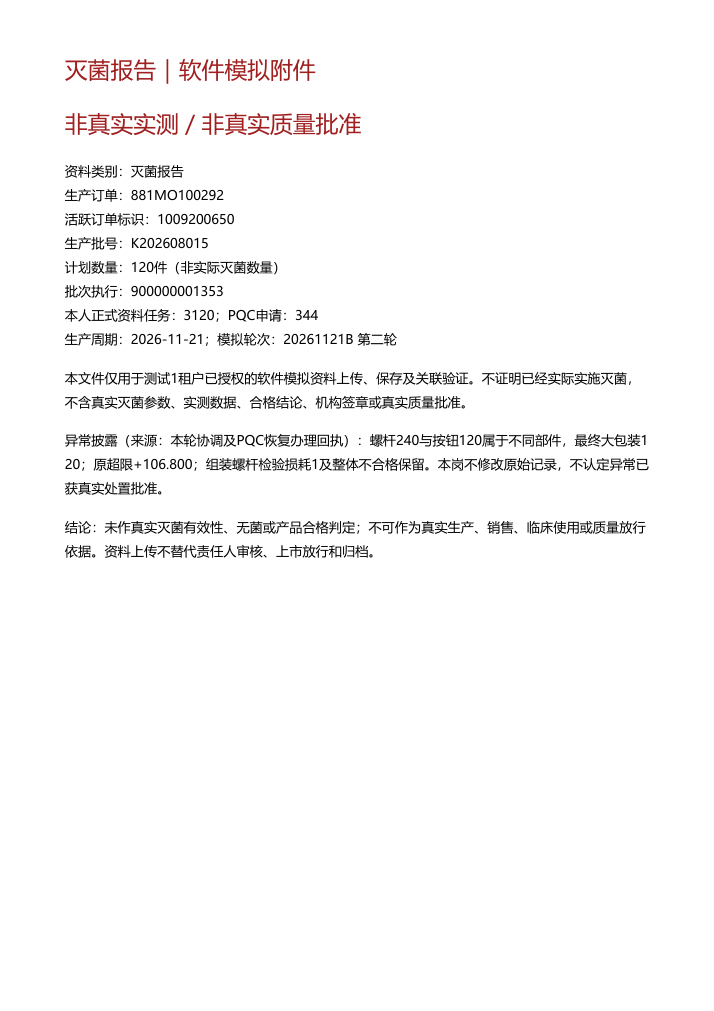 灭菌报告｜软件模拟附件
非真实实测 / 非真实质量批准
资料类别：灭菌报告
生产订单：881MO100292
活跃订单标识：1009200650
生产批号：K202608015
计划数量：120件（非实际灭菌数量）
批次执行：900000001353
本人正式资料任务：3120；PQC申请：344
生产周期：2026-11-21；模拟轮次：20261121B 第二轮
本文件仅用于测试1租户已授权的软件模拟资料上传、保存及关联验证。不证明已经实际实施灭菌，
不含真实灭菌参数、实测数据、合格结论、机构签章或真实质量批准。
异常披露（来源：本轮协调及PQC恢复办理回执）：螺杆240与按钮120属于不同部件，最终大包装1
20；原超限+106.800；组装螺杆检验损耗1及整体不合格保留。本岗不修改原始记录，不认定异常已
获真实处置批准。
结论：未作真实灭菌有效性、无菌或产品合格判定；不可作为真实生产、销售、临床使用或质量放行
依据。资料上传不替代责任人审核、上市放行和归档。